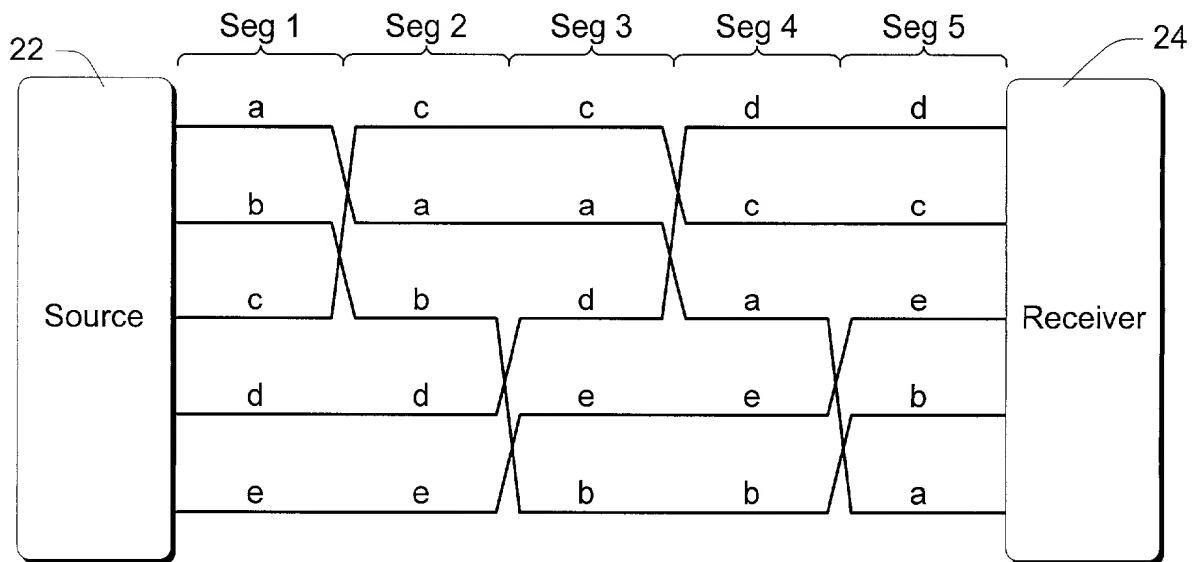 Seg 1 Seg 2 Seg 3 Seg 4 Seg 5
22 24
a c c d d
b a a c c
Source c b d a e Receiver
d d e e b
e e b b a